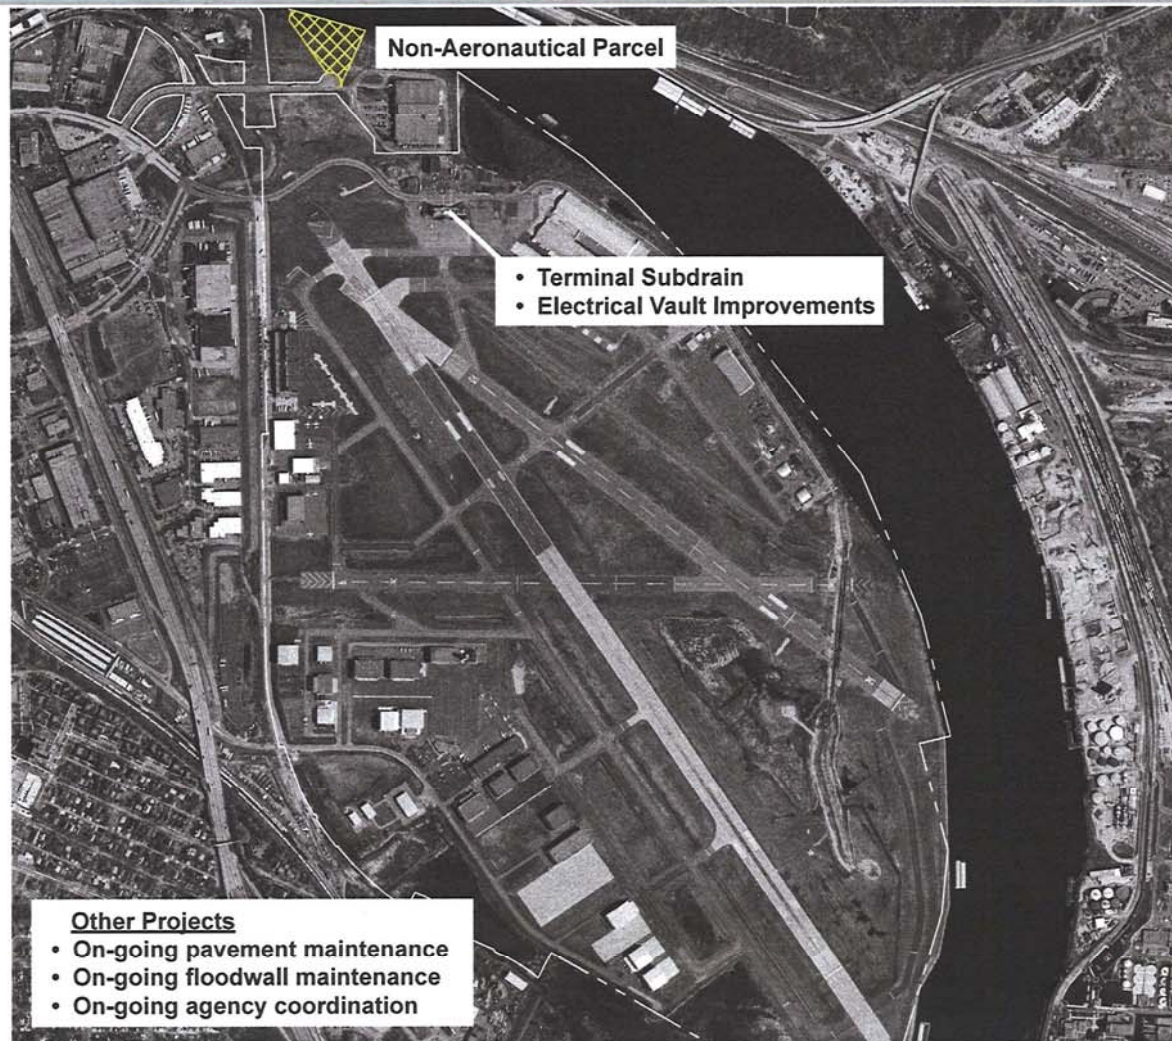 Non-Aeronautical Parcel
• Terminal Subdrain
• Electrical Vault Improvements
Other Projects
• On-going pavement maintenance
• On-going floodwall maintenance
• On-going agency coordination